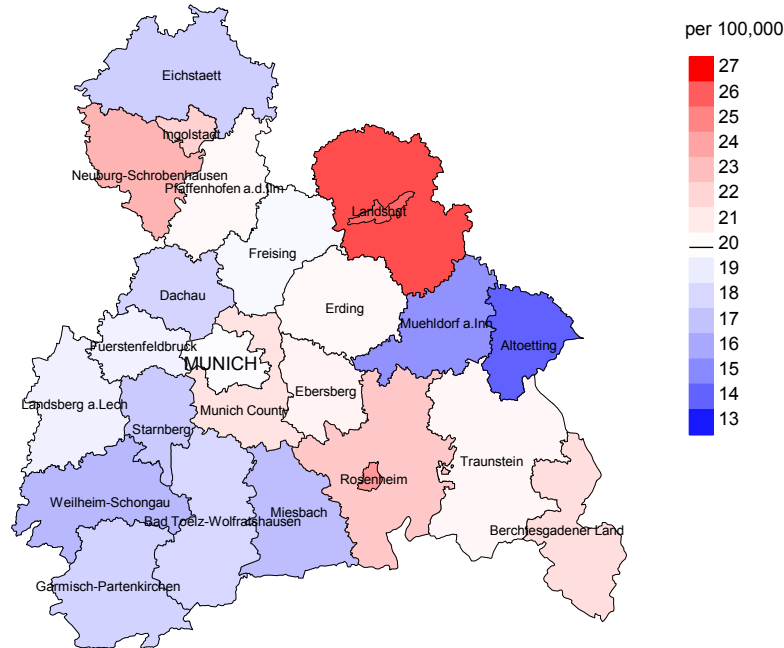 per 100,000
27
26
25
24
23
22
21
20
19
18
17
16
15
14
13
Eichstaett
Ingolstadt
Neuburg-Schrobenhausen
Pfaffenhofen a.d.Ilm
Landshut
Freising
Dachau
Erding
Muehldorf a.Inn
Altoetting
Fuerstenfeldbruck
MUNICH
Ebersberg
Landsberg a.Lech
Munich County
Starnberg
Traunstein
Rosenheim
Weilheim-Schongau
Miesbach
Bad Toelz-Wolfratshausen
Berchtesgadener Land
Garmisch-Partenkirchen